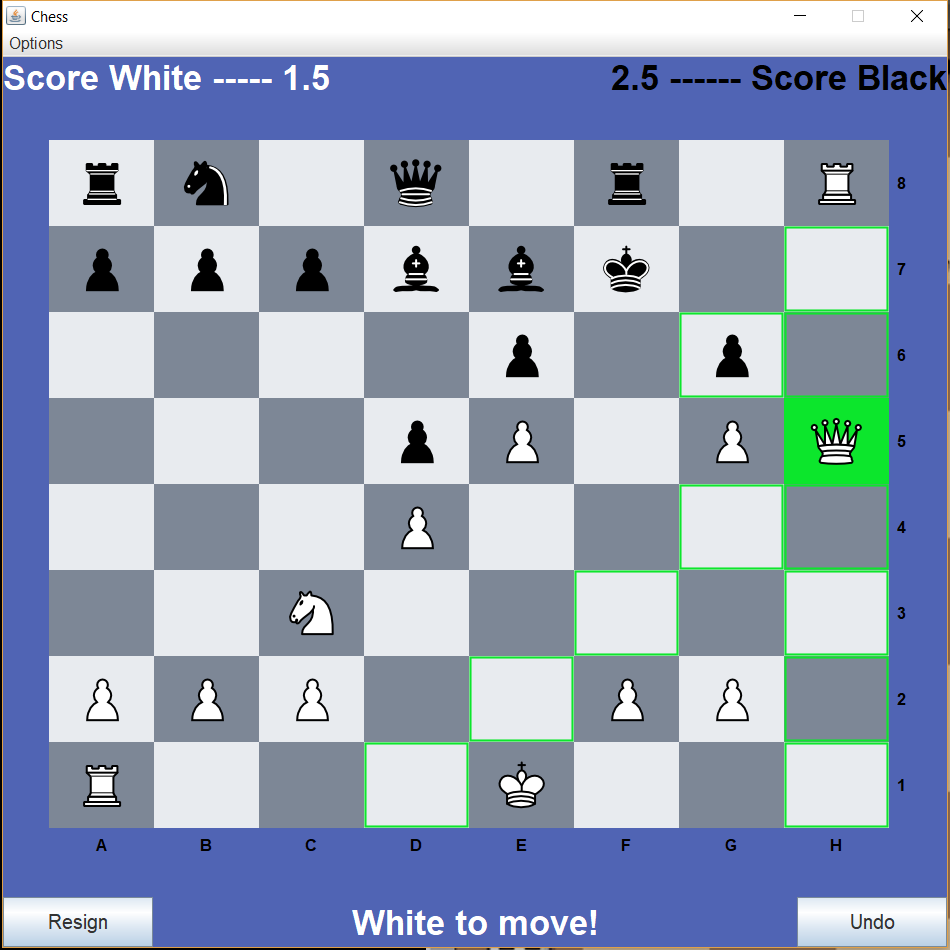 Chess
Options
Score White ----- 1.5
2.5 ------ Score Black
8
7
6
5
4
3
2
1
A B C D E F G H
Resign
White to move!
Undo